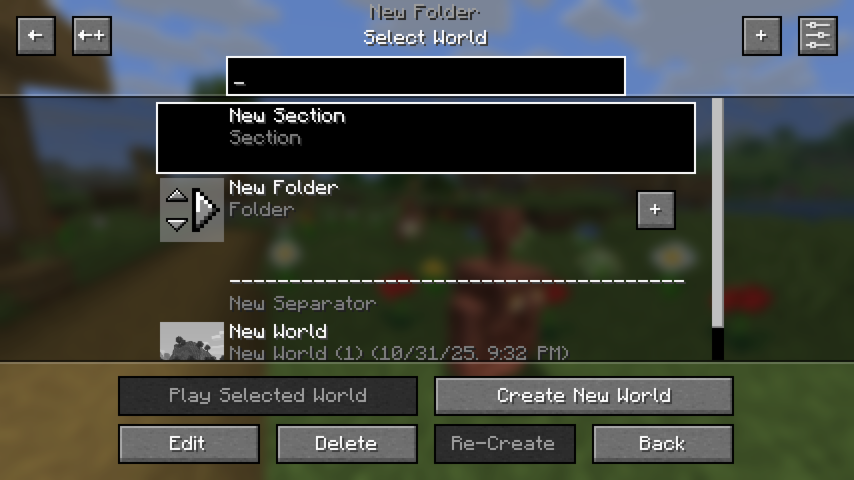 New Folder
Select World
_
New Section
Section
New Folder
Folder
+
New Separator
New World
New World (1) (10/31/25, 9:32 PM)
Play Selected World
Create New World
Edit
Delete
Re-Create
Back